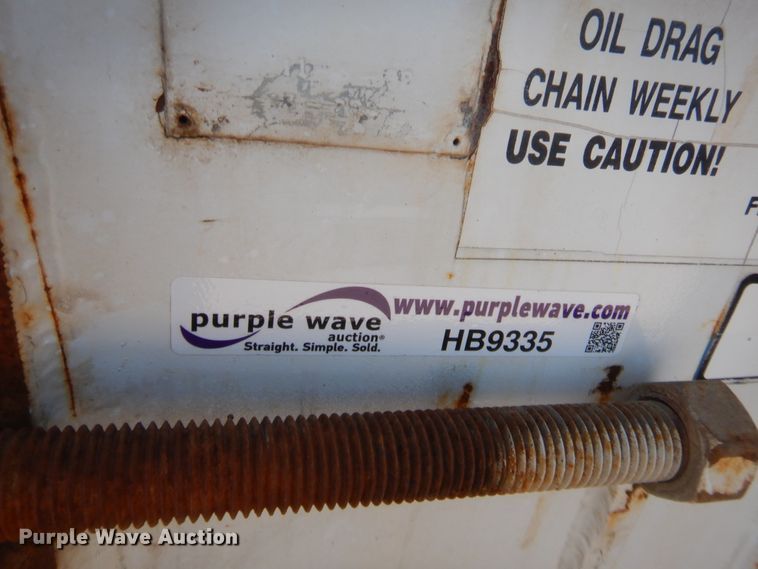 OIL DRAG
CHAIN WEEKLY
USE CAUTION!
www.purplewave.com
purple wave
auction®
HB9335
Straight. Simple. Sold.
Purple Wave Auction